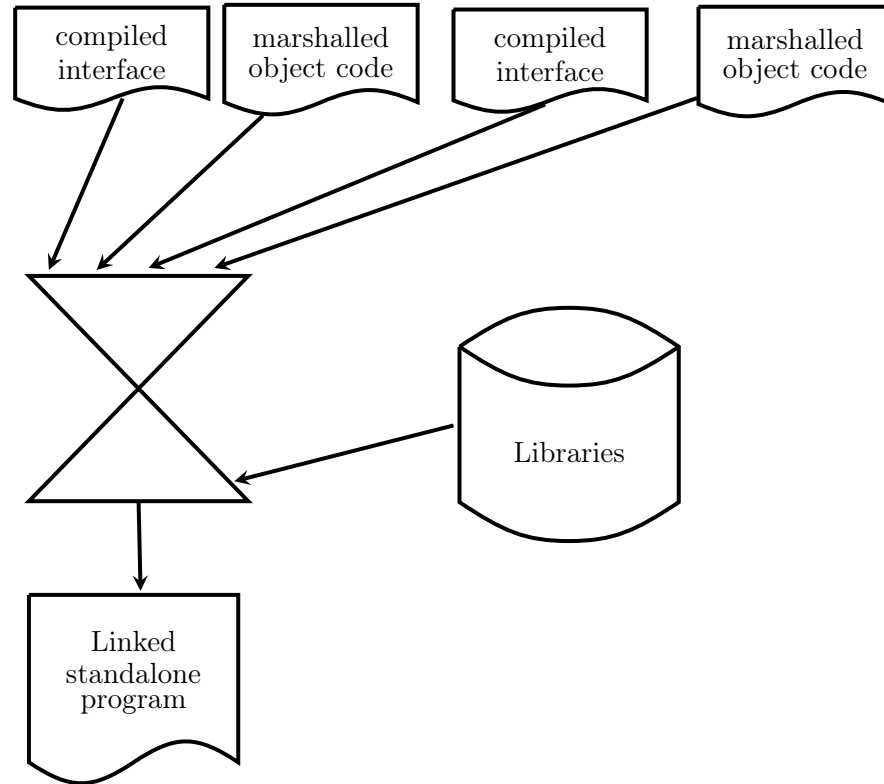 compiled
interface
marshalled
object code
compiled
interface
marshalled
object code
Libraries
Linked
standalone
program